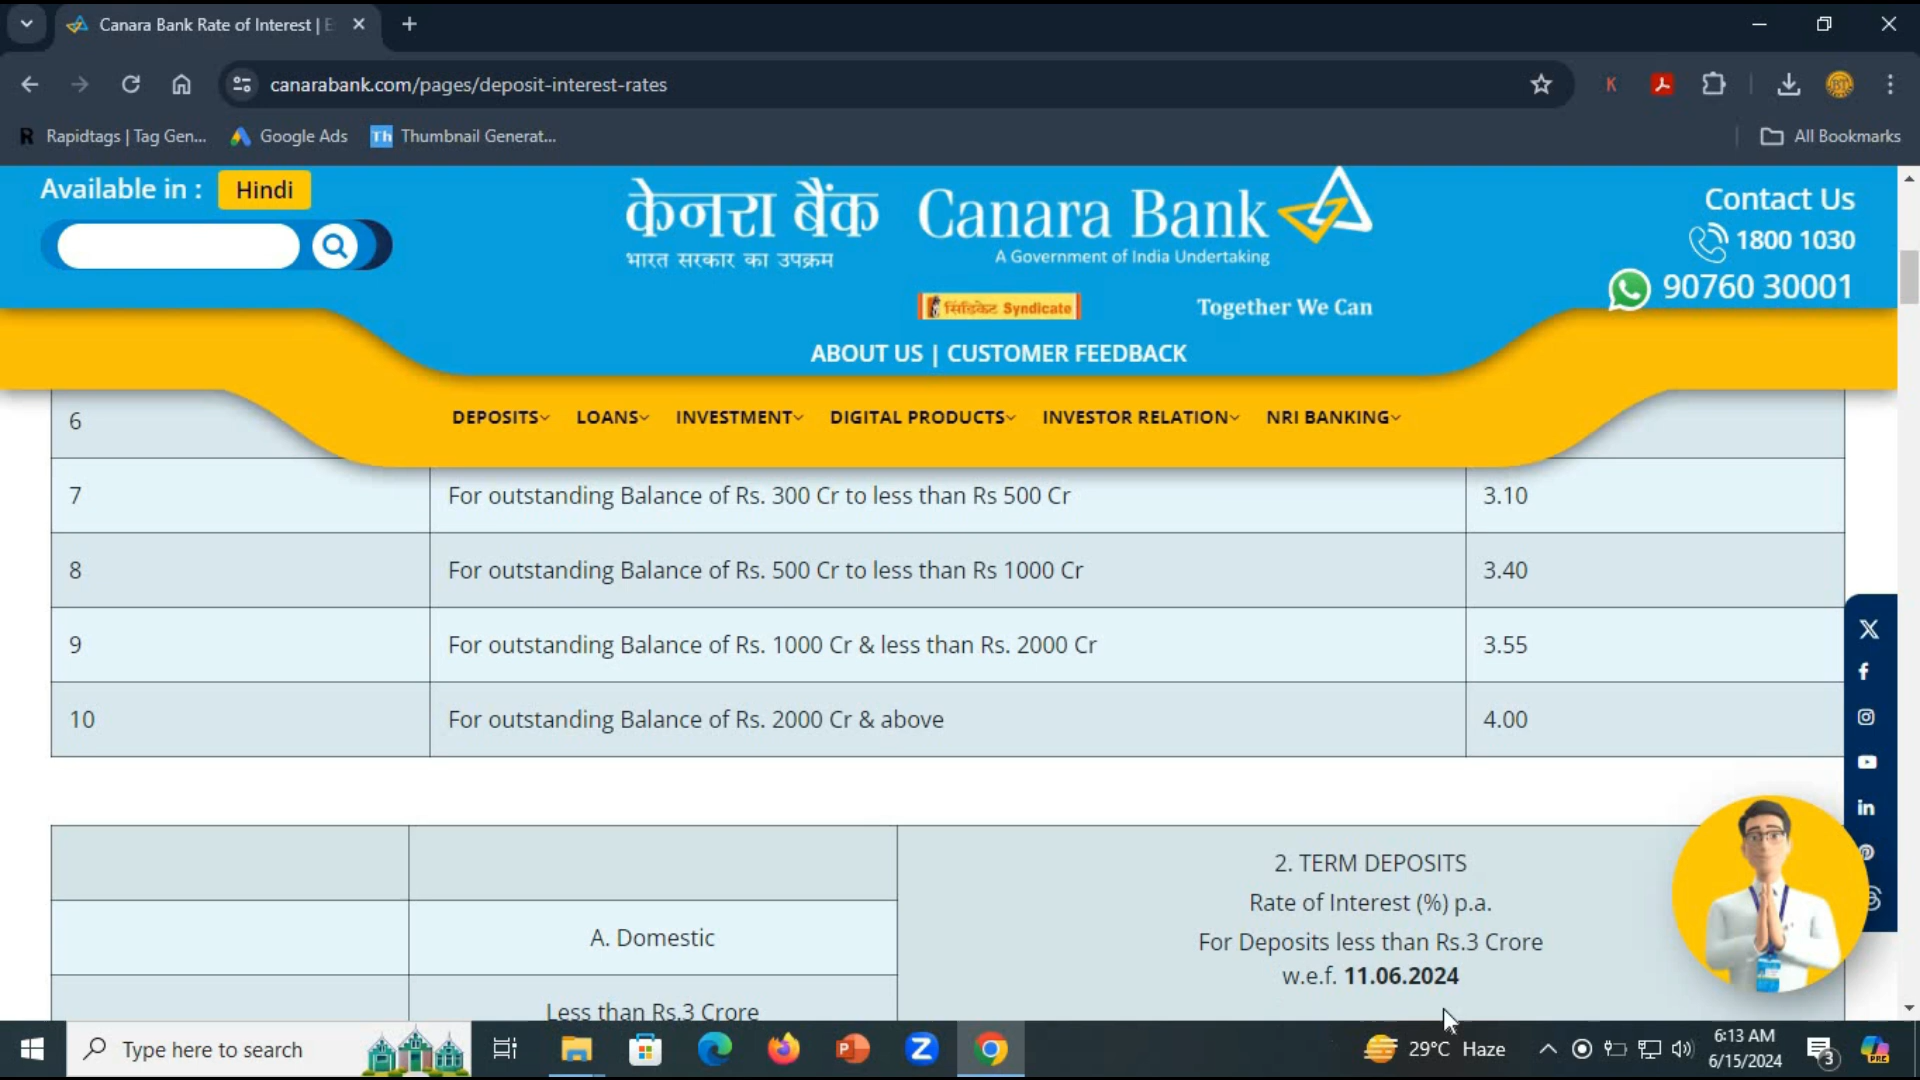 Canara Bank Rate of Interest |
canarabank.com/pages/deposit-interest-rates
K
R Rapidtags | Tag Gen...
Google Ads
Th Thumbnail Generat...
All Bookmarks
Available in : Hindi
केनरा बैंक Canara Bank
भारत सरकार का उपक्रम A Government of India Undertaking
सिंडिकेट Syndicate Together We Can
Contact Us
1800 1030
90760 30001
ABOUT US | CUSTOMER FEEDBACK
DEPOSITS LOANS INVESTMENT DIGITAL PRODUCTS INVESTOR RELATION NRI BANKING
6
7 For outstanding Balance of Rs. 300 Cr to less than Rs 500 Cr 3.10
8 For outstanding Balance of Rs. 500 Cr to less than Rs 1000 Cr 3.40
9 For outstanding Balance of Rs. 1000 Cr & less than Rs. 2000 Cr 3.55
10 For outstanding Balance of Rs. 2000 Cr & above 4.00
2. TERM DEPOSITS
Rate of Interest (%) p.a.
For Deposits less than Rs.3 Crore
w.e.f. 11.06.2024
A. Domestic
Less than Rs.3 Crore
Type here to search
29°C Haze
6:13 AM
6/15/2024
3
PRE